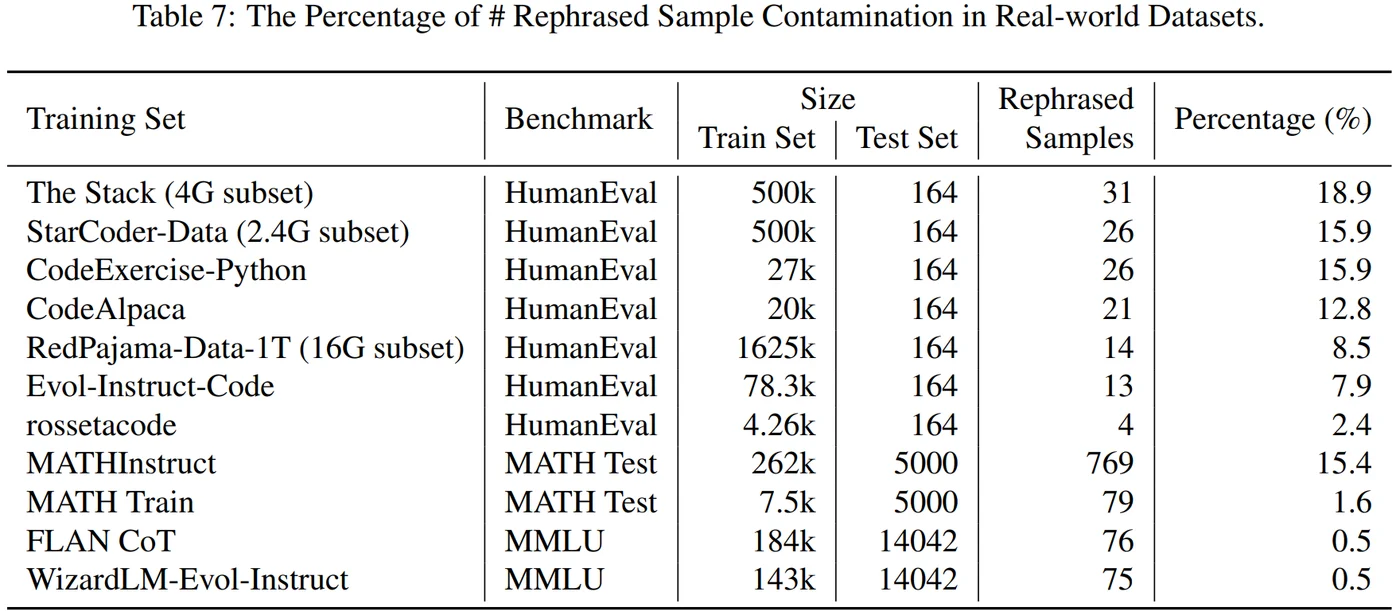 Table 7: The Percentage of # Rephrased Sample Contamination in Real-world Datasets.
Training Set Benchmark Size Rephrased Samples Percentage (%)
Train Set Test Set
The Stack (4G subset) HumanEval 500k 164 31 18.9
StarCoder-Data (2.4G subset) HumanEval 500k 164 26 15.9
CodeExercise-Python HumanEval 27k 164 26 15.9
CodeAlpaca HumanEval 20k 164 21 12.8
RedPajama-Data-1T (16G subset) HumanEval 1625k 164 14 8.5
Evol-Instruct-Code HumanEval 78.3k 164 13 7.9
rossetacode HumanEval 4.26k 164 4 2.4
MATHInstruct MATH Test 262k 5000 769 15.4
MATH Train MATH Test 7.5k 5000 79 1.6
FLAN CoT MMLU 184k 14042 76 0.5
WizardLM-Evol-Instruct MMLU 143k 14042 75 0.5